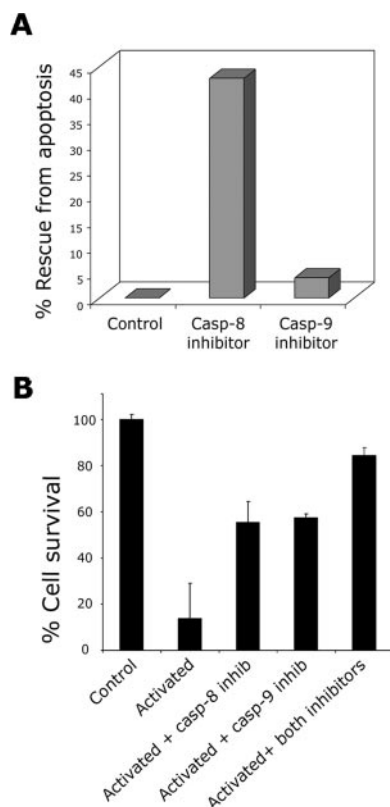 A
% Rescue from apoptosis
45
40
35
30
25
20
15
10
5
0
Control
Casp-8
inhibitor
Casp-9
inhibitor
B
% Cell survival
100
80
60
40
20
0
Control
Activated
Activated + casp-8 inhib
Activated + casp-9 inhib
Activated+ both inhibitors